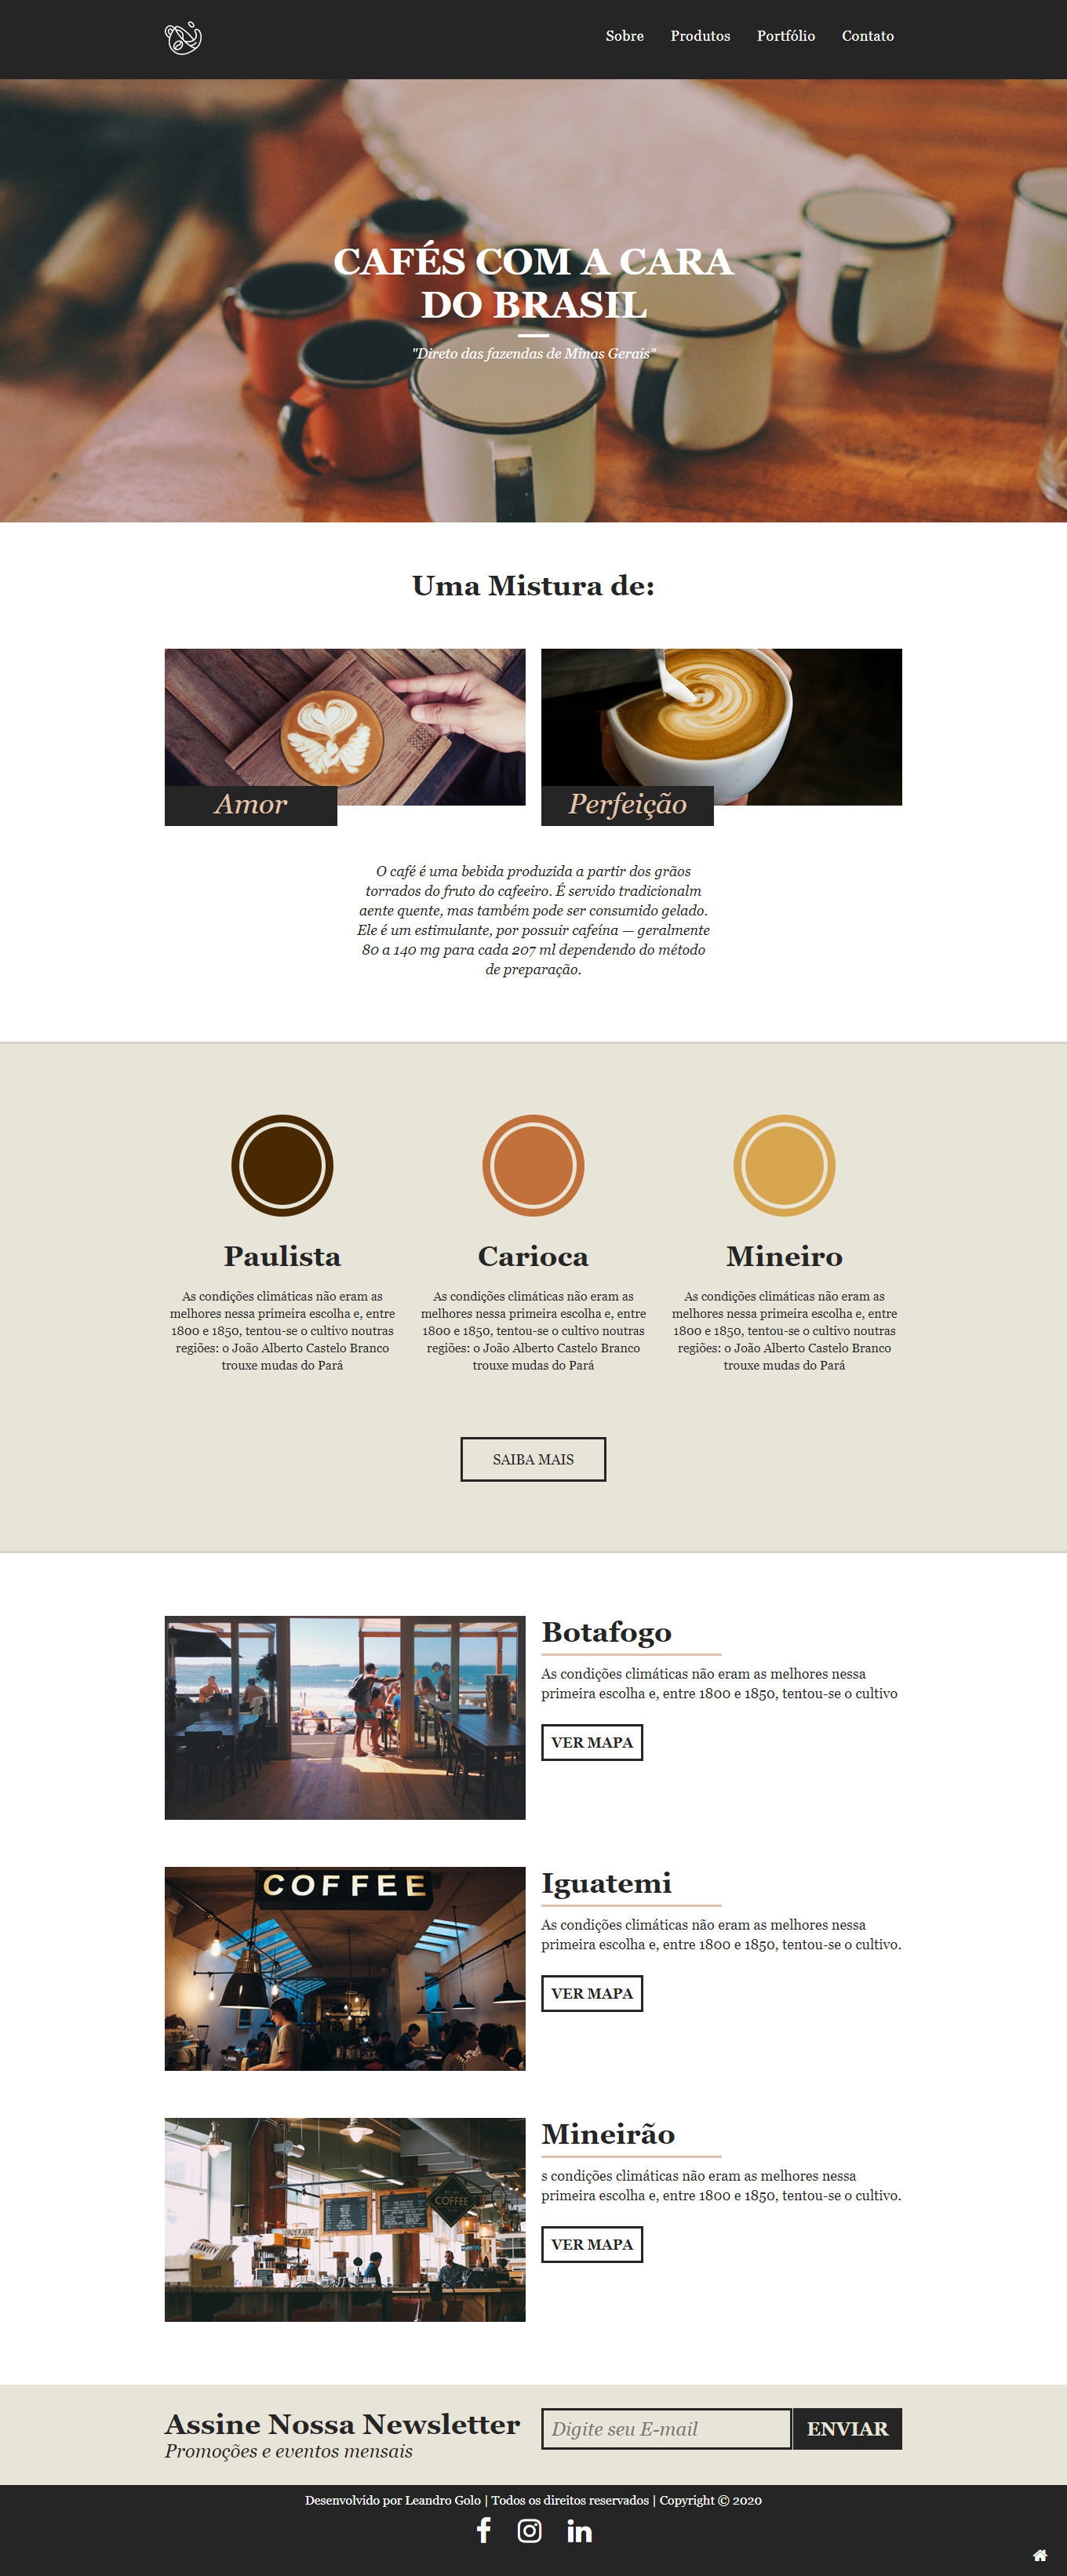 Sobre Produtos Portfólio Contato
CAFÉS COM A CARA
DO BRASIL
"Direto das fazendas de Minas Gerais"
Uma Mistura de:
Amor
Perfeição
O café é uma bebida produzida a partir dos grãos
torrados do fruto do cafeeiro. É servido tradicionalm
aente quente, mas também pode ser consumido gelado.
Ele é um estimulante, por possuir cafeína — geralmente
80 a 140 mg para cada 207 ml dependendo do método
de preparação.
Paulista
As condições climáticas não eram as
melhores nessa primeira escolha e, entre
1800 e 1850, tentou-se o cultivo noutras
regiões: o João Alberto Castelo Branco
trouxe mudas do Pará
Carioca
As condições climáticas não eram as
melhores nessa primeira escolha e, entre
1800 e 1850, tentou-se o cultivo noutras
regiões: o João Alberto Castelo Branco
trouxe mudas do Pará
Mineiro
As condições climáticas não eram as
melhores nessa primeira escolha e, entre
1800 e 1850, tentou-se o cultivo noutras
regiões: o João Alberto Castelo Branco
trouxe mudas do Pará
SAIBA MAIS
Botafogo
As condições climáticas não eram as melhores nessa
primeira escolha e, entre 1800 e 1850, tentou-se o cultivo
VER MAPA
COFFEE
Iguatemi
As condições climáticas não eram as melhores nessa
primeira escolha e, entre 1800 e 1850, tentou-se o cultivo.
VER MAPA
COFFEE
GRAVITY
Mineirão
s condições climáticas não eram as melhores nessa
primeira escolha e, entre 1800 e 1850, tentou-se o cultivo.
VER MAPA
Assine Nossa Newsletter
Promoções e eventos mensais
Digite seu E-mail
ENVIAR
Desenvolvido por Leandro Golo | Todos os direitos reservados | Copyright © 2020